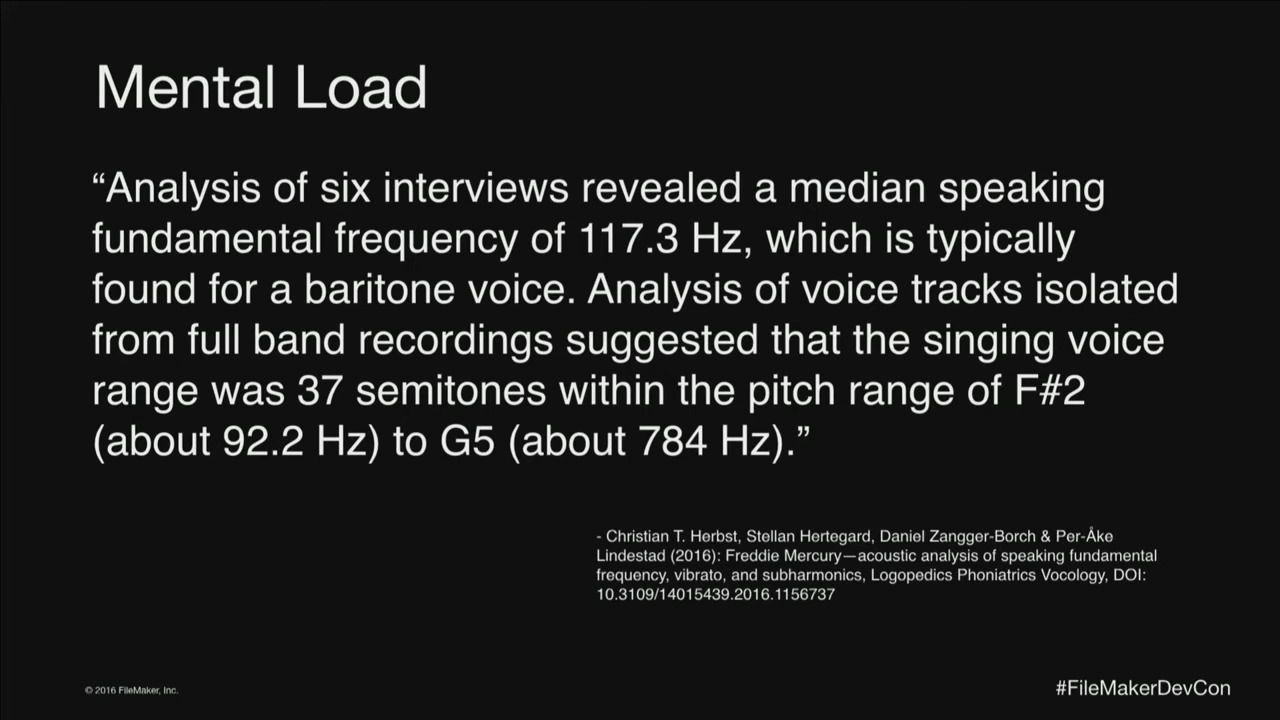 Mental Load
“Analysis of six interviews revealed a median speaking
fundamental frequency of 117.3 Hz, which is typically
found for a baritone voice. Analysis of voice tracks isolated
from full band recordings suggested that the singing voice
range was 37 semitones within the pitch range of F#2
(about 92.2 Hz) to G5 (about 784 Hz).”
- Christian T. Herbst, Stellan Hertegard, Daniel Zangger-Borch & Per-Åke
Lindestad (2016): Freddie Mercury—acoustic analysis of speaking fundamental
frequency, vibrato, and subharmonics, Logopedics Phoniatrics Vocology, DOI:
10.3109/14015439.2016.1156737
© 2016 FileMaker, Inc.
#FileMakerDevCon